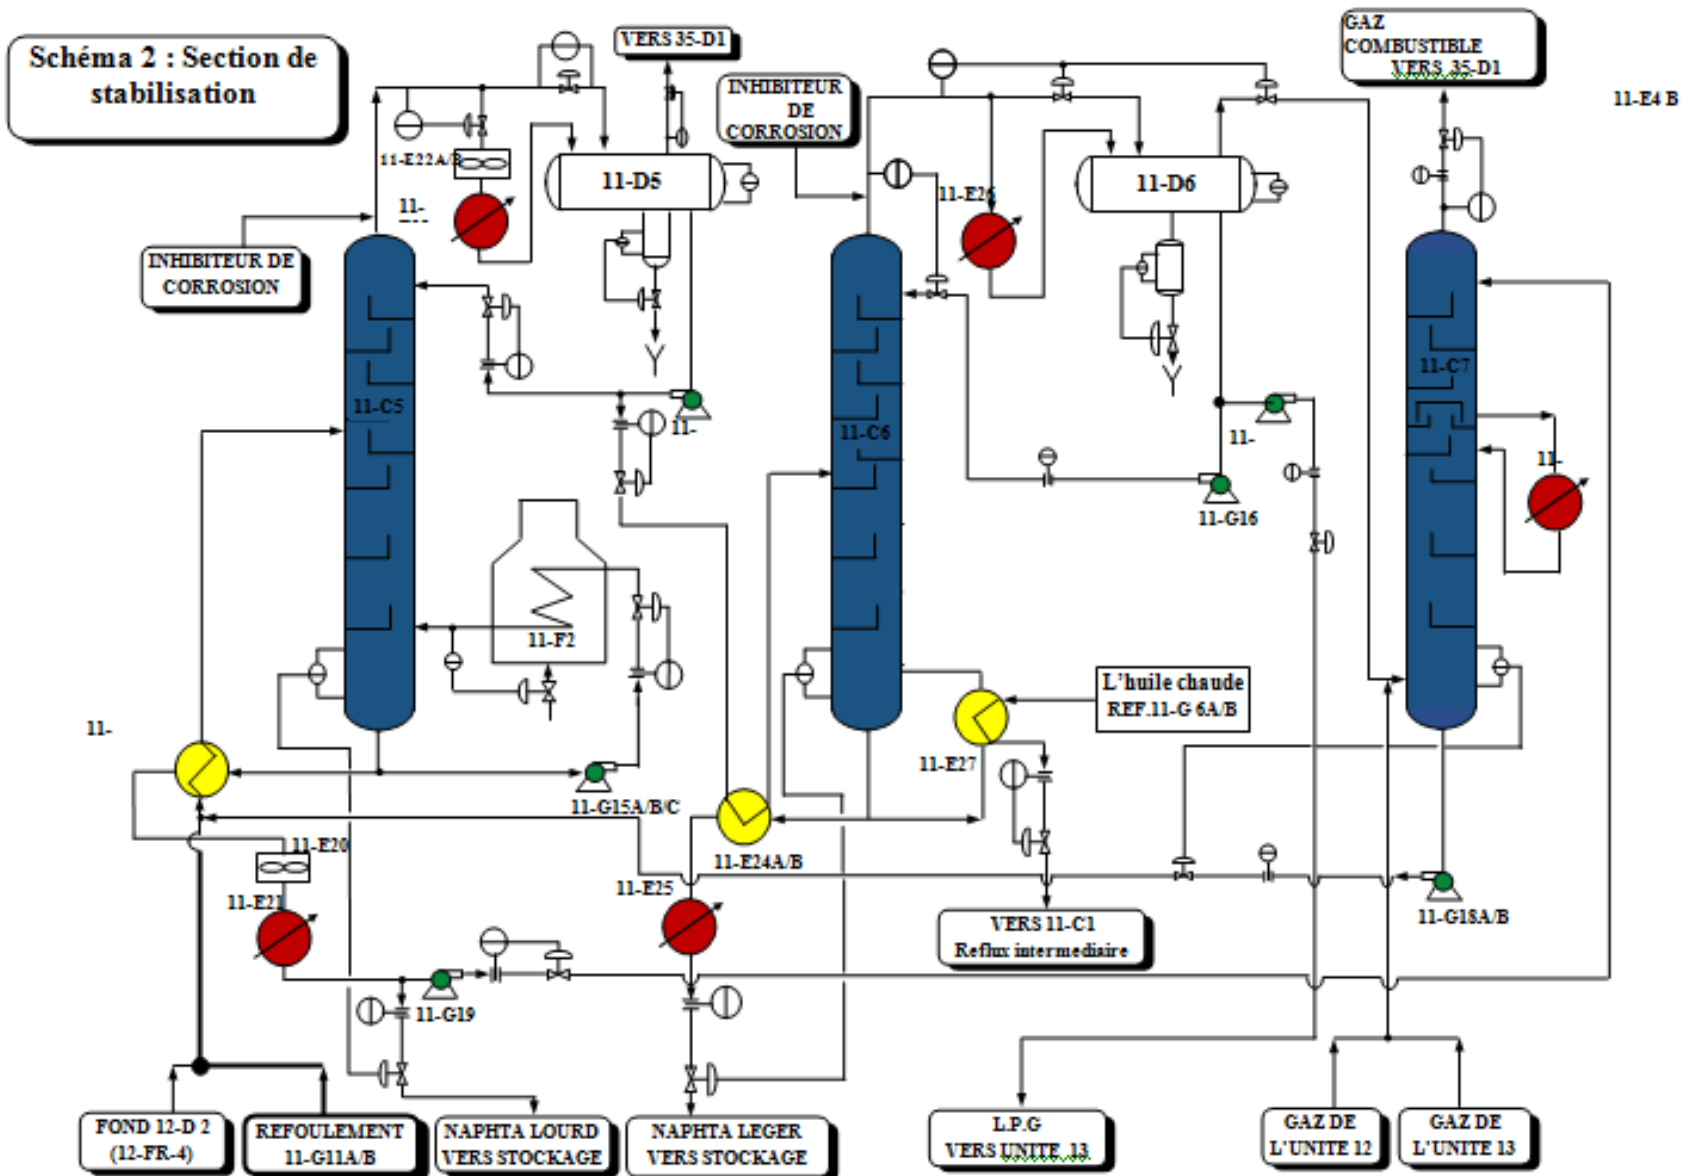 Schéma 2 : Section de
stabilisation
VERS 35-D1
GAZ
COMBUSTIBLE
VERS 35-D1
11-E4 B
INHIBITEUR
DE
CORROSION
11-E22A/B
11-
11-D5
11-E26
11-D6
INHIBITEUR DE
CORROSION
11-C5
11-C6
11-C7
11-
11-
11-
11-G16
11-F2
L'huile chaude
REF.11-G 6A/B
11-
11-E27
11-G15A/B/C
11-E20
11-E24A/B
11-E21
11-E25
11-G18A/B
VERS 11-C1
Reflux intermediaire
11-G19
FOND 12-D 2
(12-FR-4)
REFOULEMENT
11-G11A/B
NAPHTA LOURD
VERS STOCKAGE
NAPHTA LEGER
VERS STOCKAGE
L.P.G
VERS UNITE 13
GAZ DE
L'UNITE 12
GAZ DE
L'UNITE 13